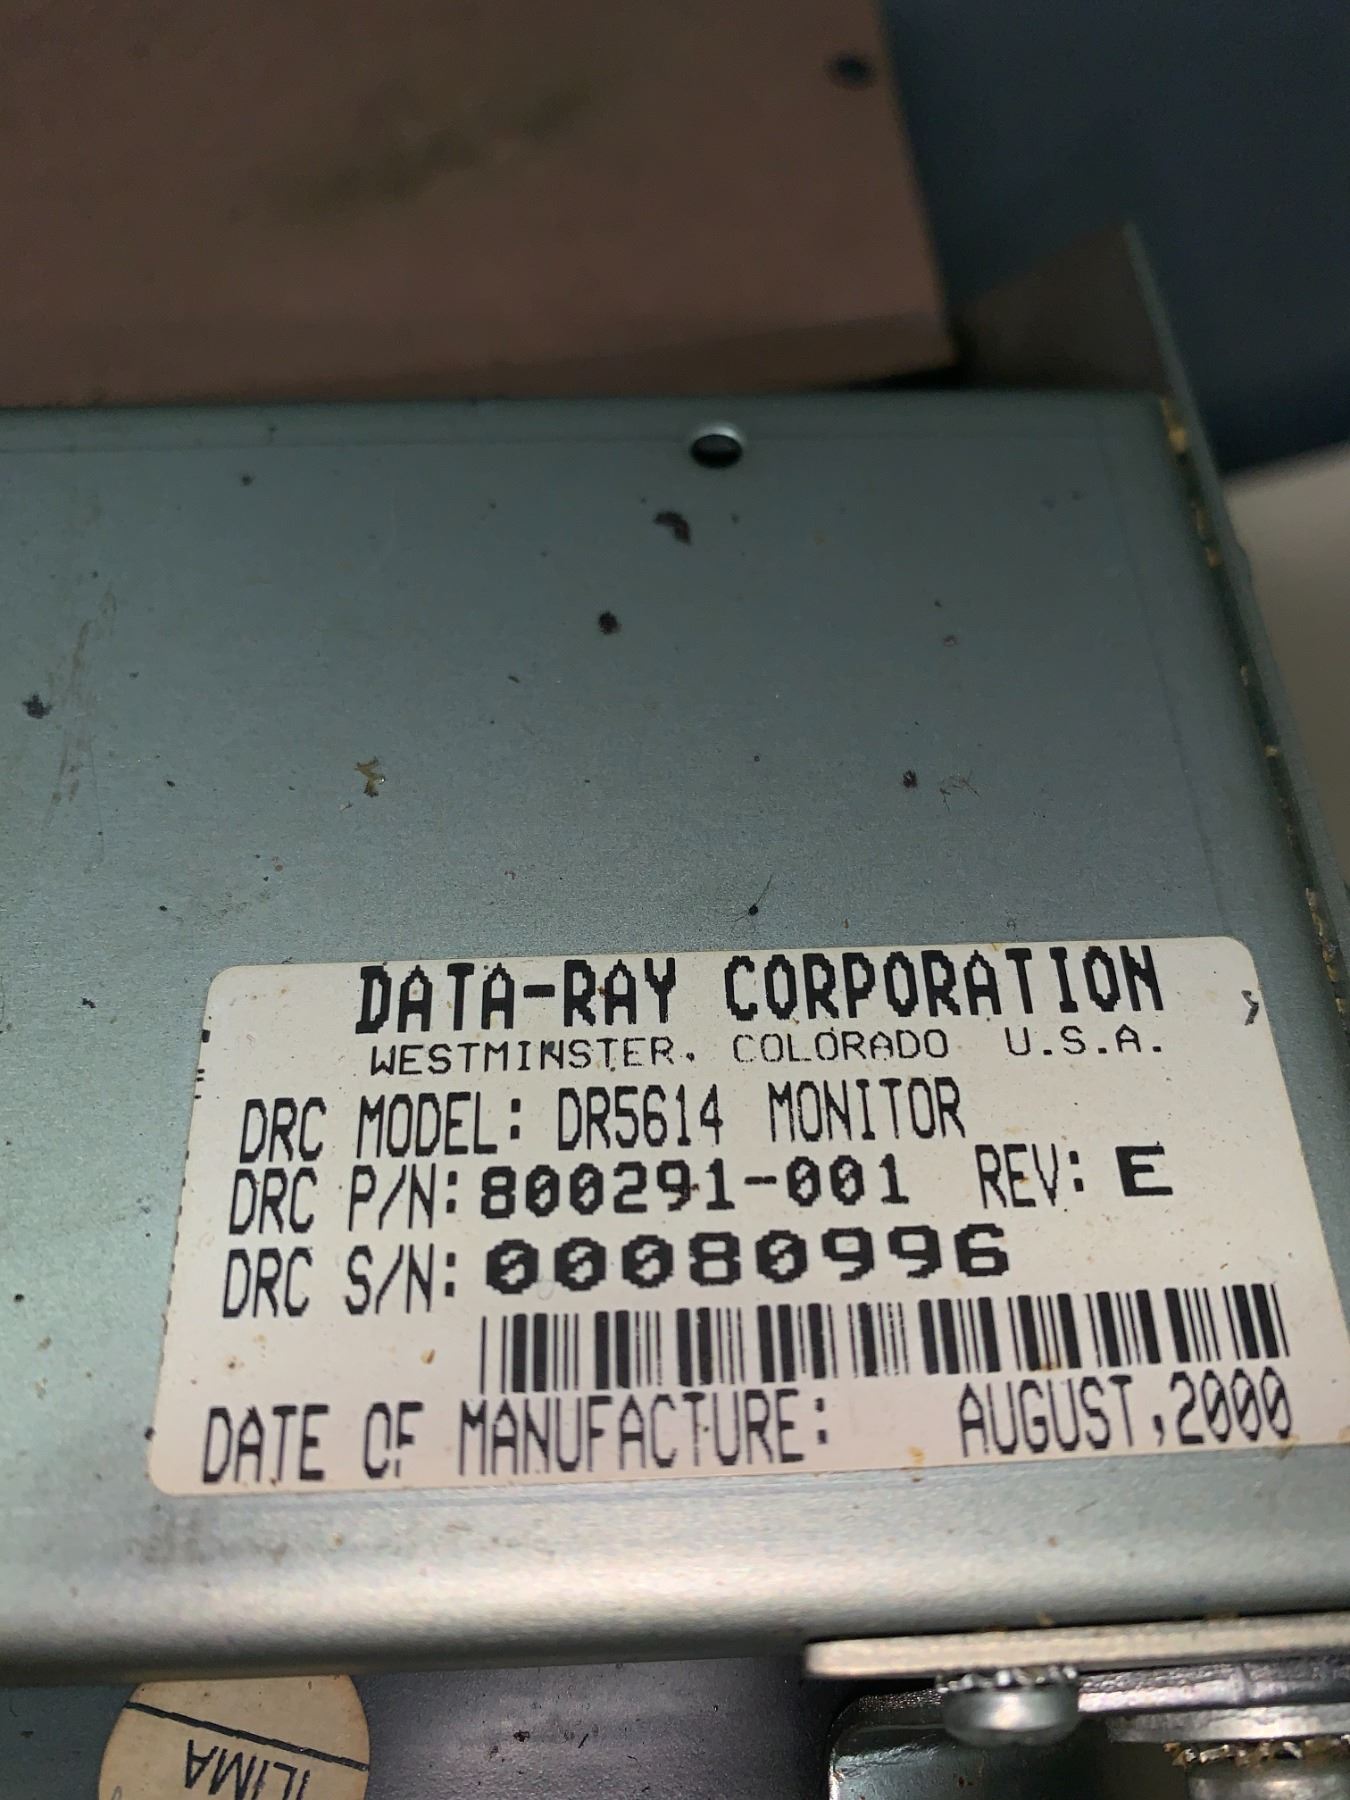 DATA-RAY CORPORATION
WESTMINSTER, COLORADO U.S.A.
DRC MODEL: DR5614 MONITOR
DRC P/N: 800291-001 REV: E
DRC S/N: 00080996
DATE OF MANUFACTURE: AUGUST,2000
ILIMA